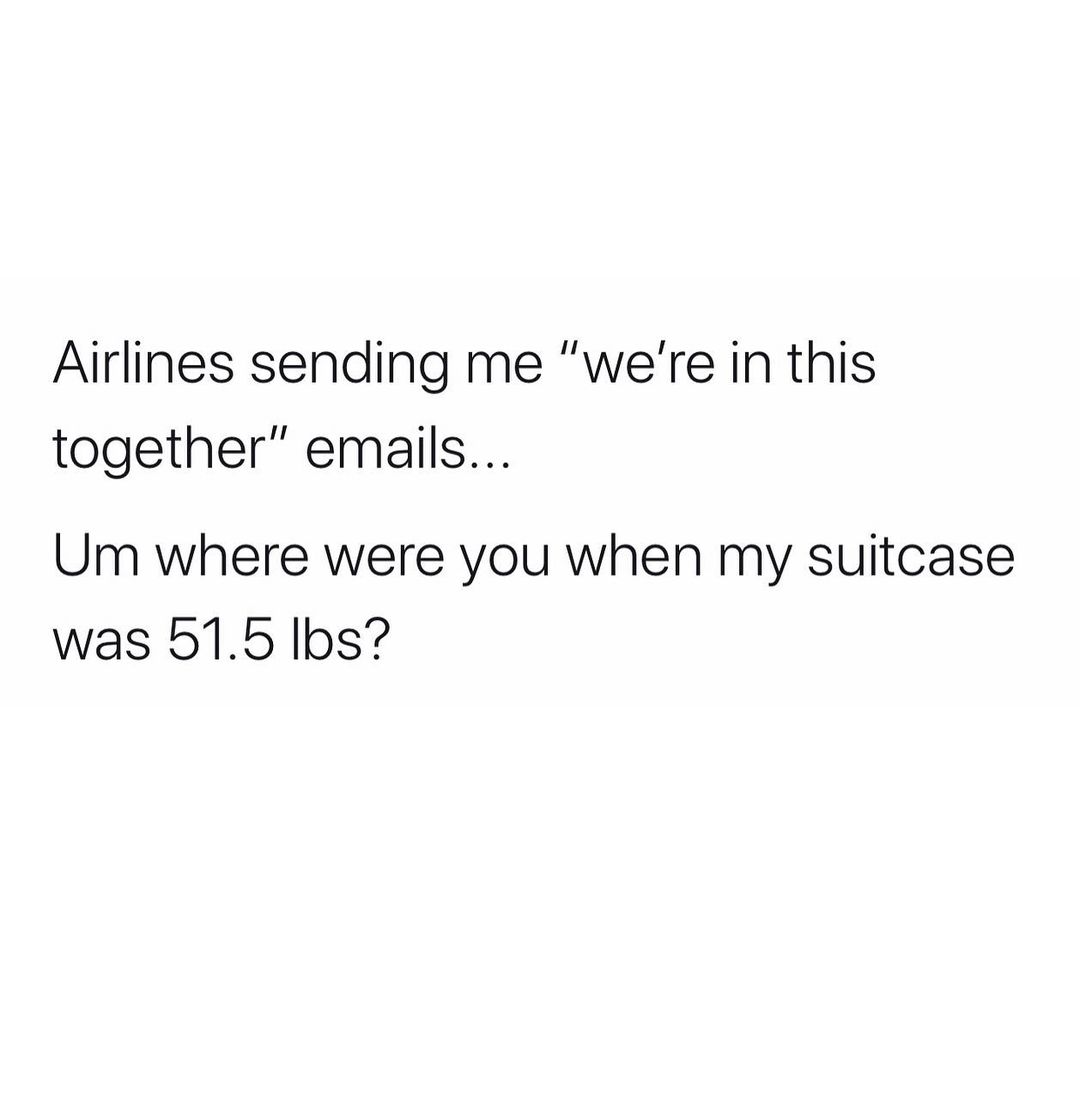 Airlines sending me "we're in this
together" emails...
Um where were you when my suitcase
was 51.5 lbs?